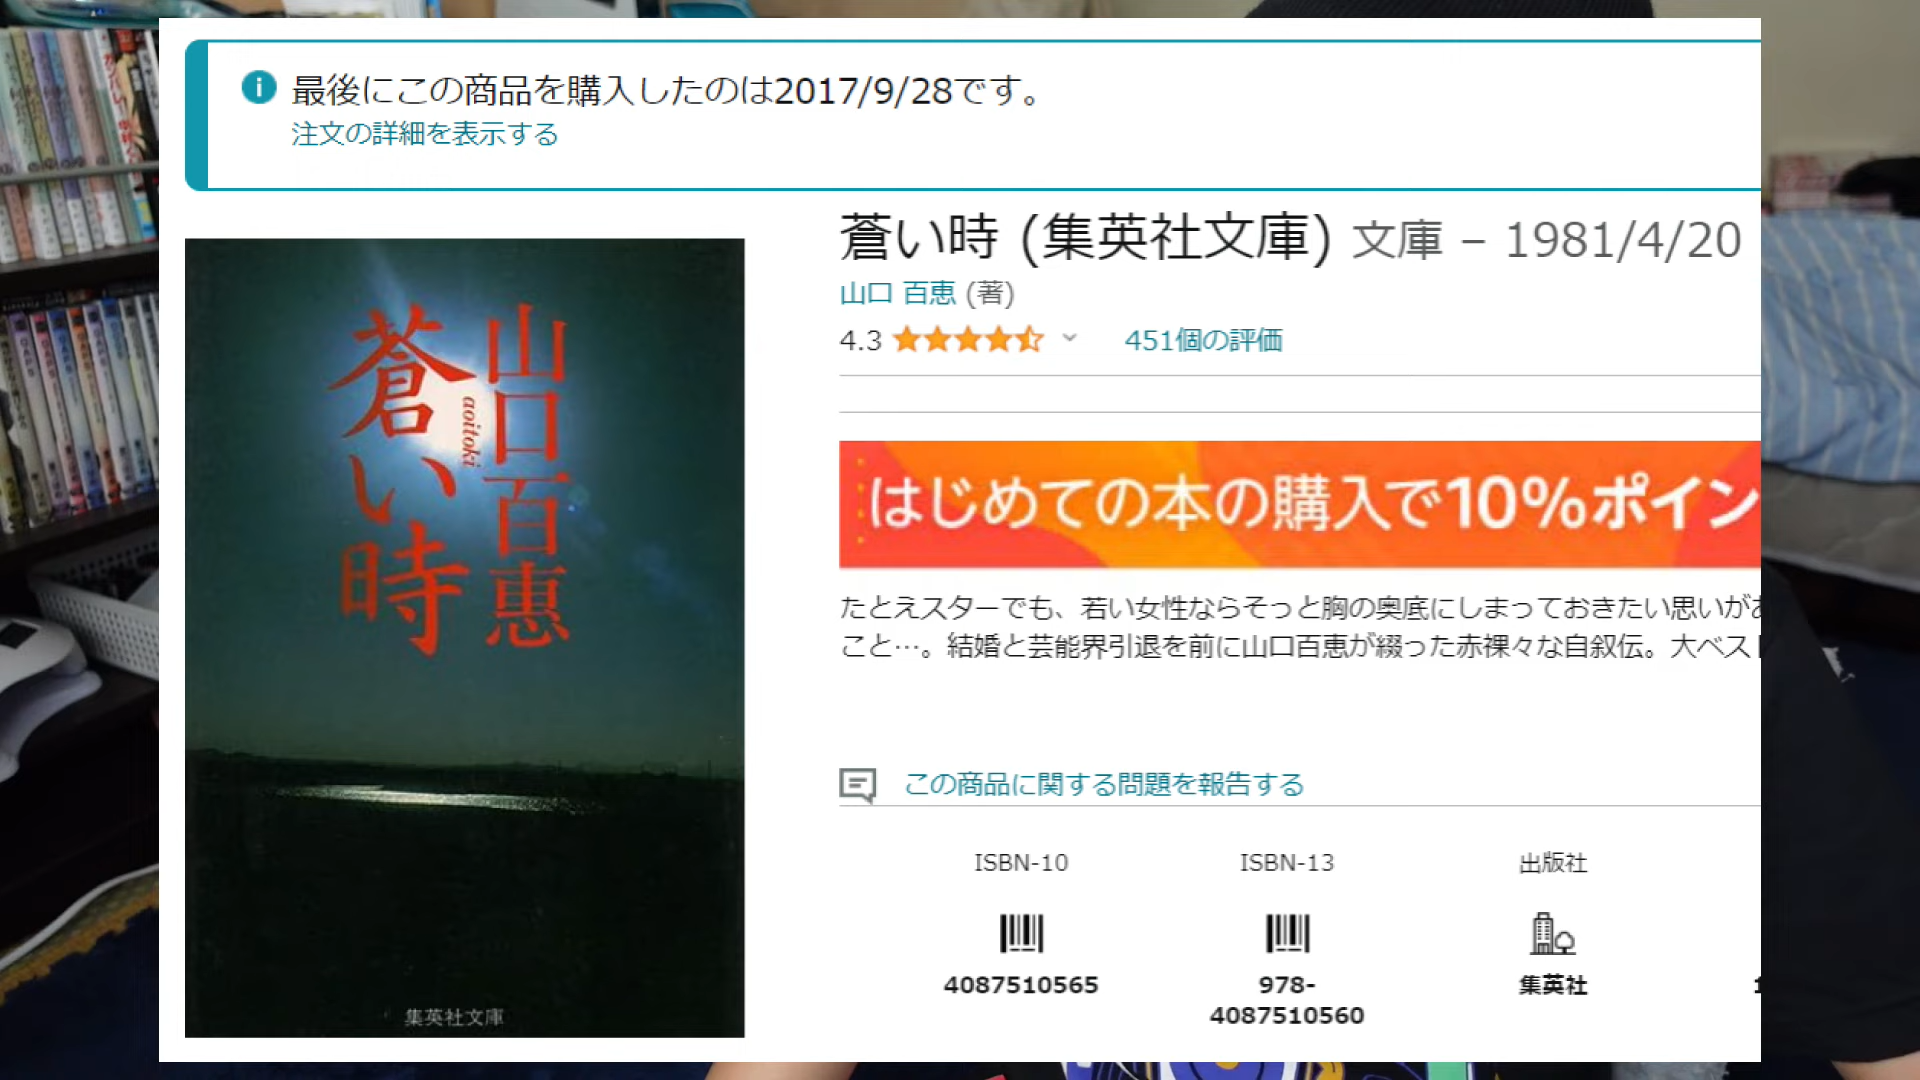 最後にこの商品を購入したのは2017/9/28です。
注文の詳細を表示する
山口百恵
蒼い時
aoitoki
集英社文庫
蒼い時 (集英社文庫) 文庫 – 1981/4/20
山口 百恵 (著)
4.3
451個の評価
はじめての本の購入で10%ポイン
たとえスターでも、若い女性ならそっと胸の奥底にしまっておきたい思いがあ
こと…。結婚と芸能界引退を前に山口百恵が綴った赤裸々な自叙伝。大ベスト
この商品に関する問題を報告する
ISBN-10
ISBN-13
出版社
4087510565
978-
4087510560
集英社